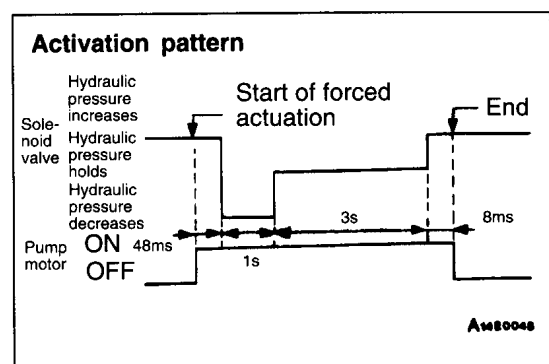 Activation pattern
Hydraulic
pressure
increases
Start of forced
actuation
End
Sole-
noid
valve
Hydraulic
pressure
holds
Hydraulic
pressure
decreases
Pump
motor
ON
OFF
48ms
1s
3s
8ms